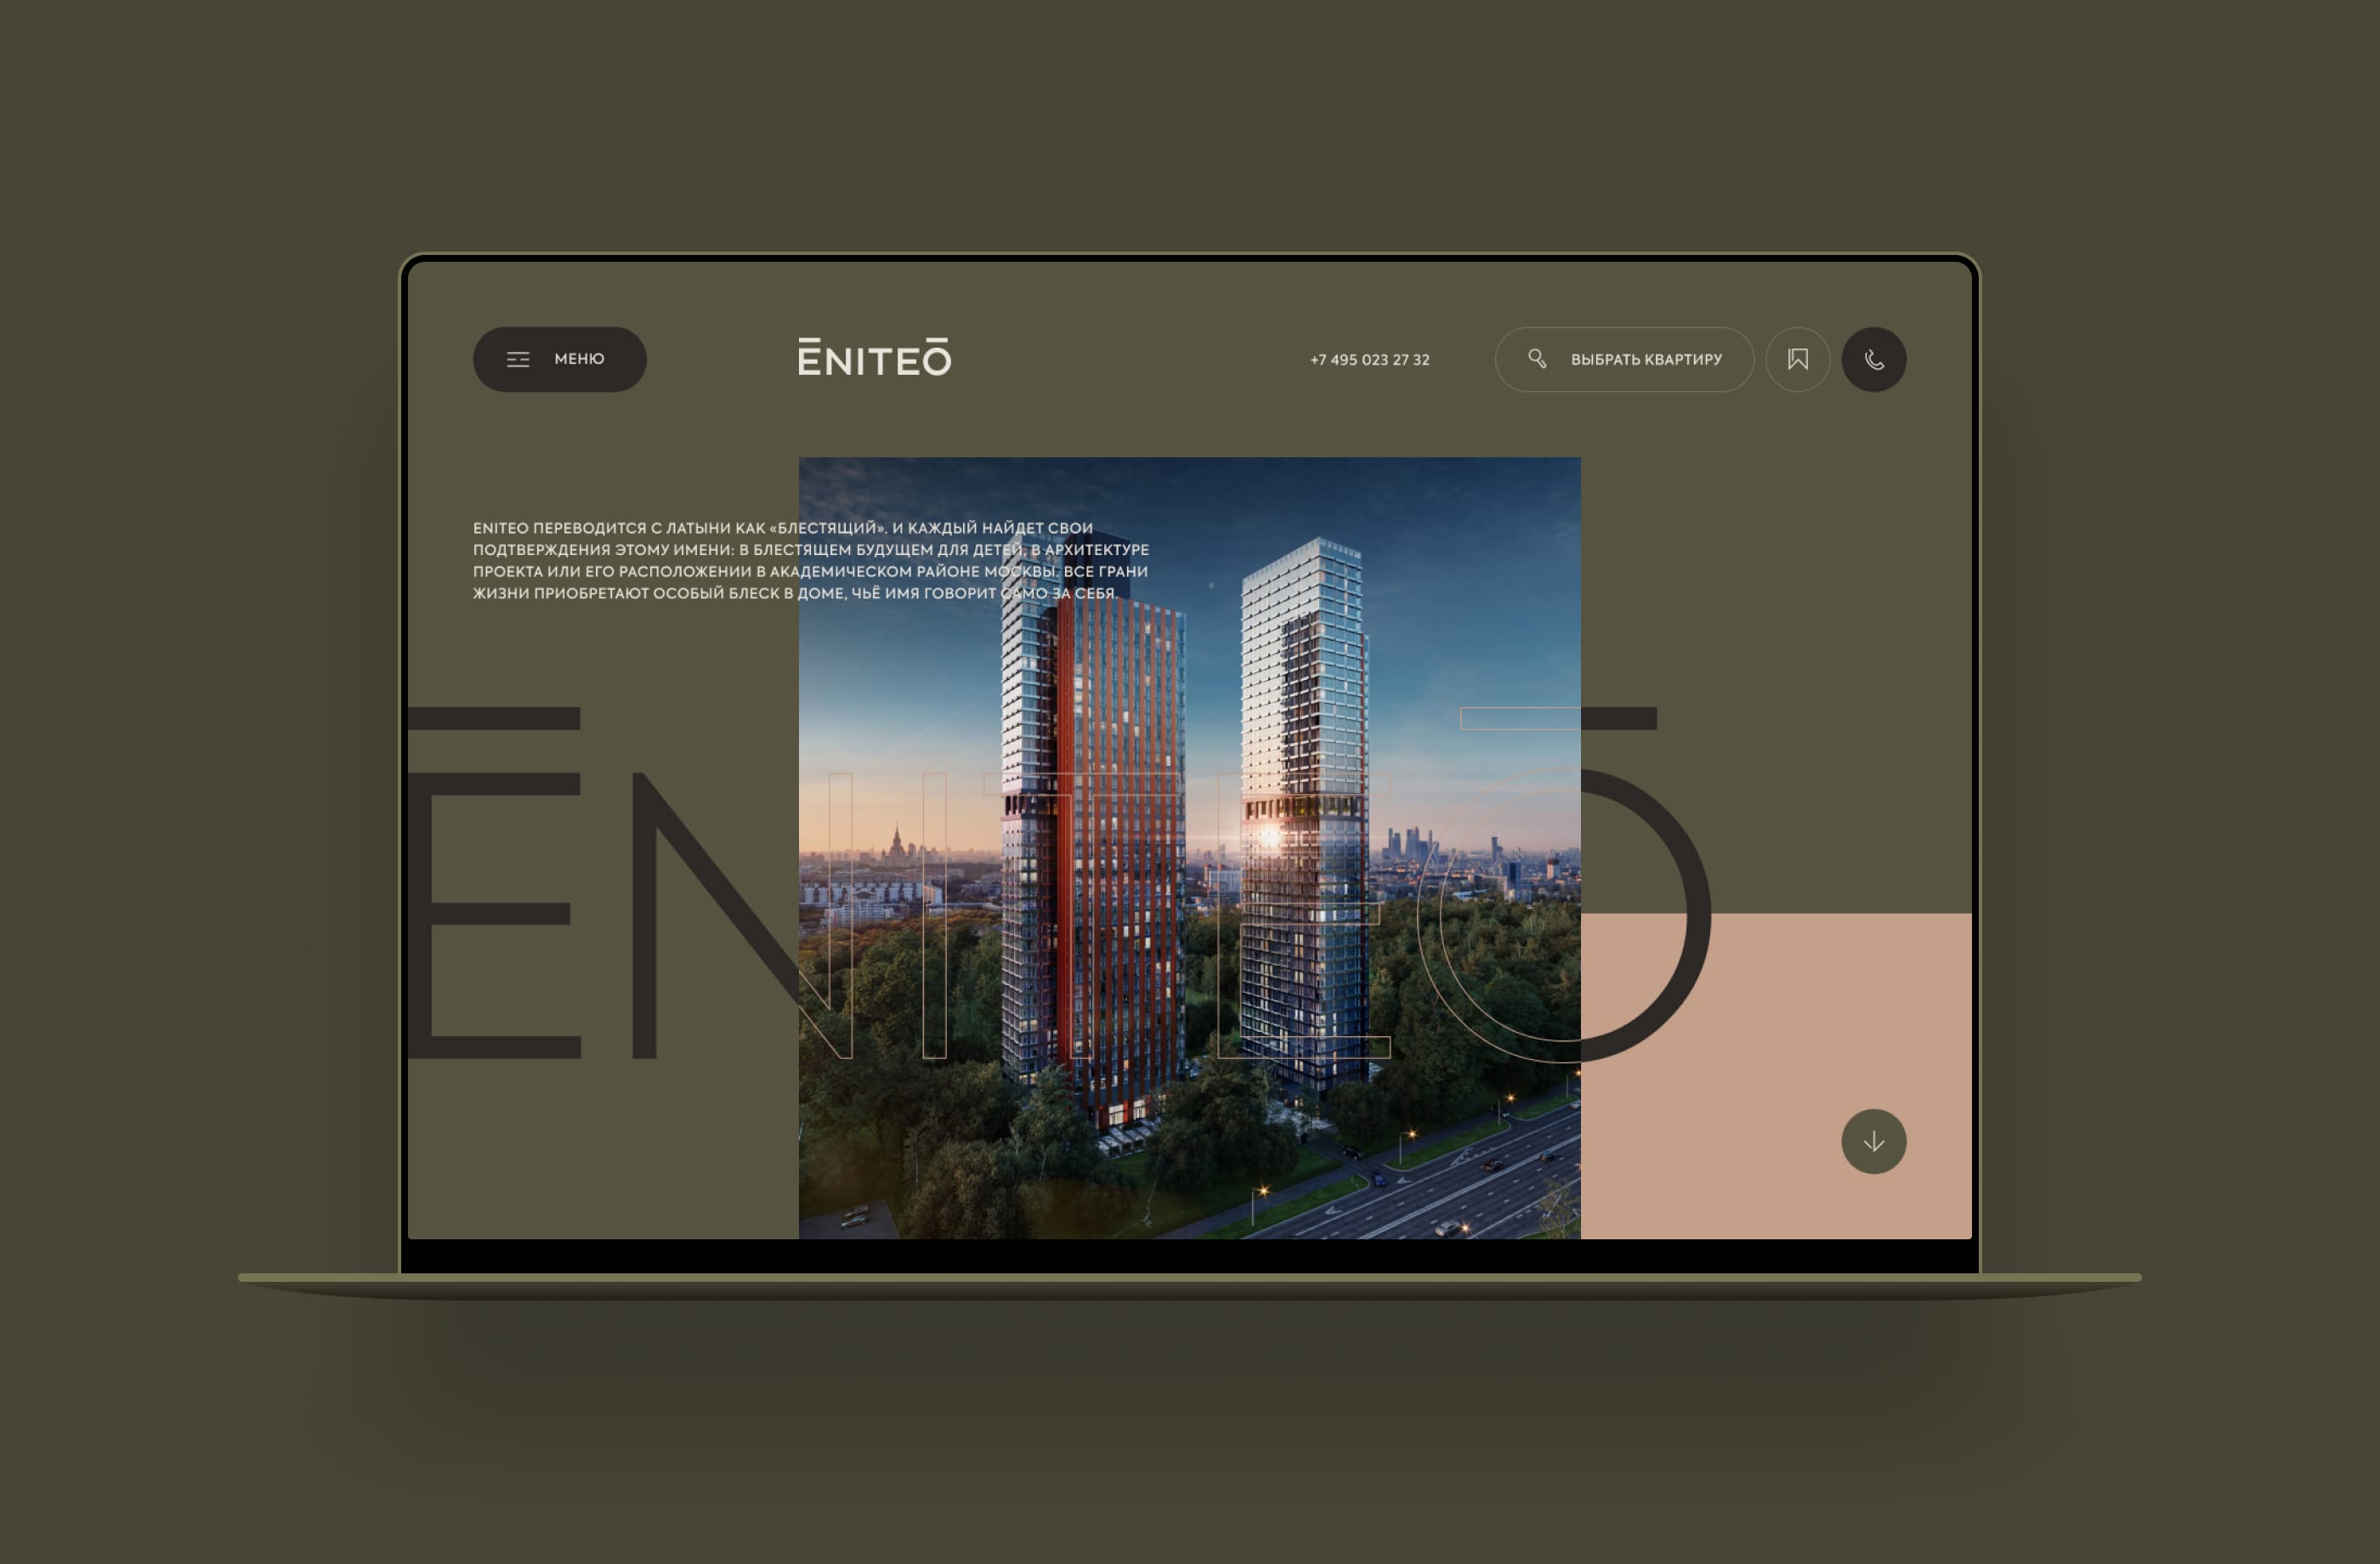 МЕНЮ
ĒNITEŌ
+7 495 023 27 32
ВЫБРАТЬ КВАРТИРУ
ENITEO ПЕРЕВОДИТСЯ С ЛАТЫНИ КАК «БЛЕСТЯЩИЙ». И КАЖДЫЙ НАЙДЕТ СВОИ
ПОДТВЕРЖДЕНИЯ ЭТОМУ ИМЕНИ: В БЛЕСТЯЩЕМ БУДУЩЕМ ДЛЯ ДЕТЕЙ, В АРХИТЕКТУРЕ
ПРОЕКТА ИЛИ ЕГО РАСПОЛОЖЕНИИ В АКАДЕМИЧЕСКОМ РАЙОНЕ МОСКВЫ. ВСЕ ГРАНИ
ЖИЗНИ ПРИОБРЕТАЮТ ОСОБЫЙ БЛЕСК В ДОМЕ, ЧЬЁ ИМЯ ГОВОРИТ САМО ЗА СЕБЯ.
ĒNITEŌ